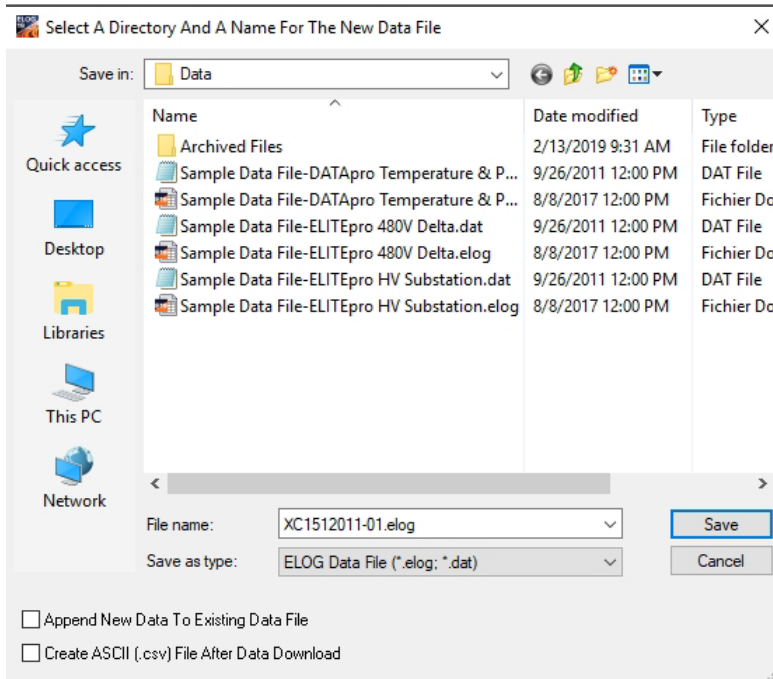 Select A Directory And A Name For The New Data File
Save in: Data
Name Date modified Type
Archived Files 2/13/2019 9:31 AM File folder
Sample Data File-DATApro Temperature & P... 9/26/2011 12:00 PM DAT File
Sample Data File-DATApro Temperature & P... 8/8/2017 12:00 PM Fichier Do
Sample Data File-ELITEpro 480V Delta.dat 9/26/2011 12:00 PM DAT File
Sample Data File-ELITEpro 480V Delta.elog 8/8/2017 12:00 PM Fichier Do
Sample Data File-ELITEpro HV Substation.dat 9/26/2011 12:00 PM DAT File
Sample Data File-ELITEpro HV Substation.elog 8/8/2017 12:00 PM Fichier Do
Quick access
Desktop
Libraries
This PC
Network
File name: XC1512011-01.elog Save
Save as type: ELOG Data File (*.elog; *.dat) Cancel
Append New Data To Existing Data File
Create ASCII (.csv) File After Data Download